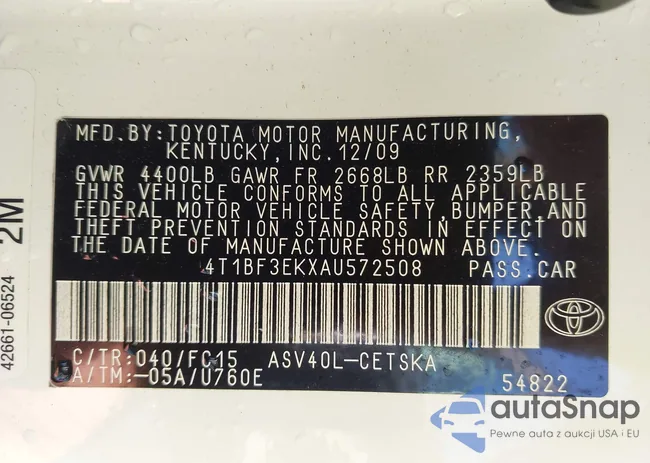 MFD.BY:TOYOTA MOTOR MANUFACTURING,
KENTUCKY,INC.12/09
GVWR 4400LB GAWR FR 2668LB RR 2359LB
THIS VEHICLE CONFORMS TO ALL APPLICABLE
FEDERAL MOTOR VEHICLE SAFETY,BUMPER,AND
THEFT PREVENTION STANDARDS IN EFFECT ON
THE DATE OF MANUFACTURE SHOWN ABOVE.
4T1BF3EKXAU572508 PASS.CAR
C/TR:040/FC15 ASV40L-CETSKA
A/TM:-05A/U760E 54822
42661-06524 2M
autaSnap
Pewne auta z aukcji USA i EU